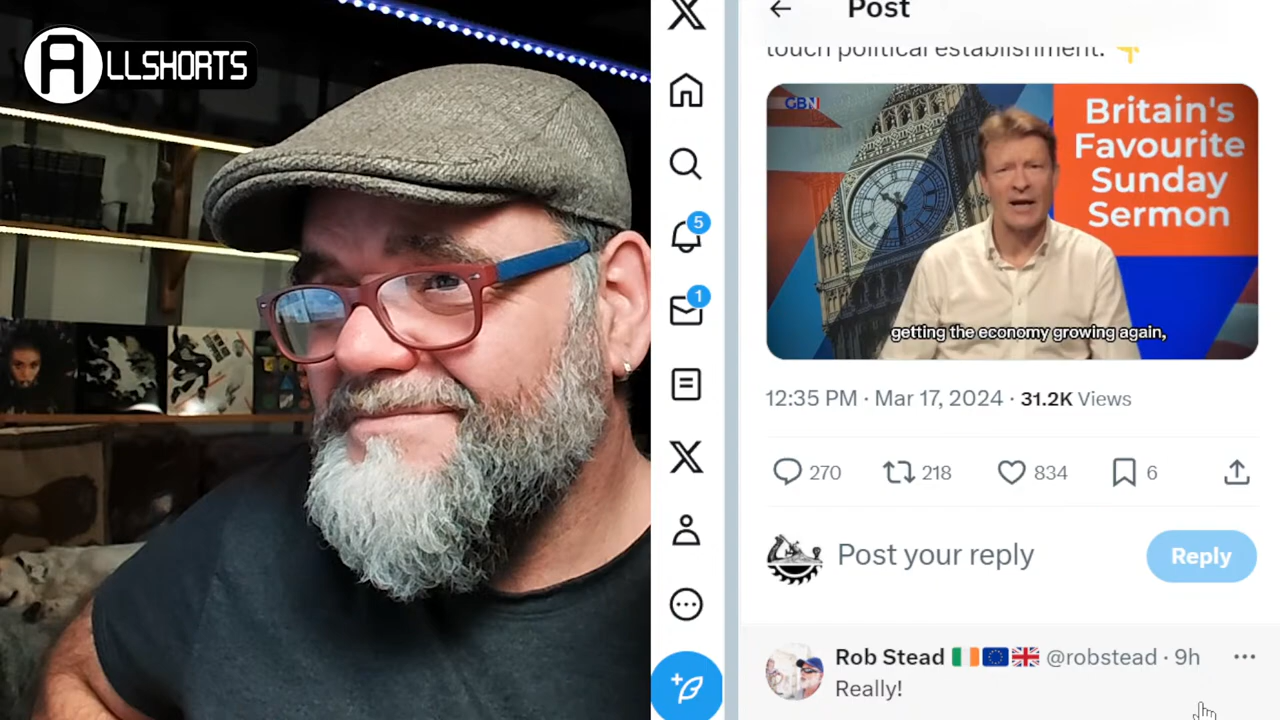 ALLSHORTS
Post
touch political establishment.
GBN
Britain's
Favourite
Sunday
Sermon
getting the economy growing again,
12:35 PM · Mar 17, 2024 · 31.2K Views
270 218 834 6
Post your reply
Reply
Rob Stead @robstead · 9h
Really!
5
1